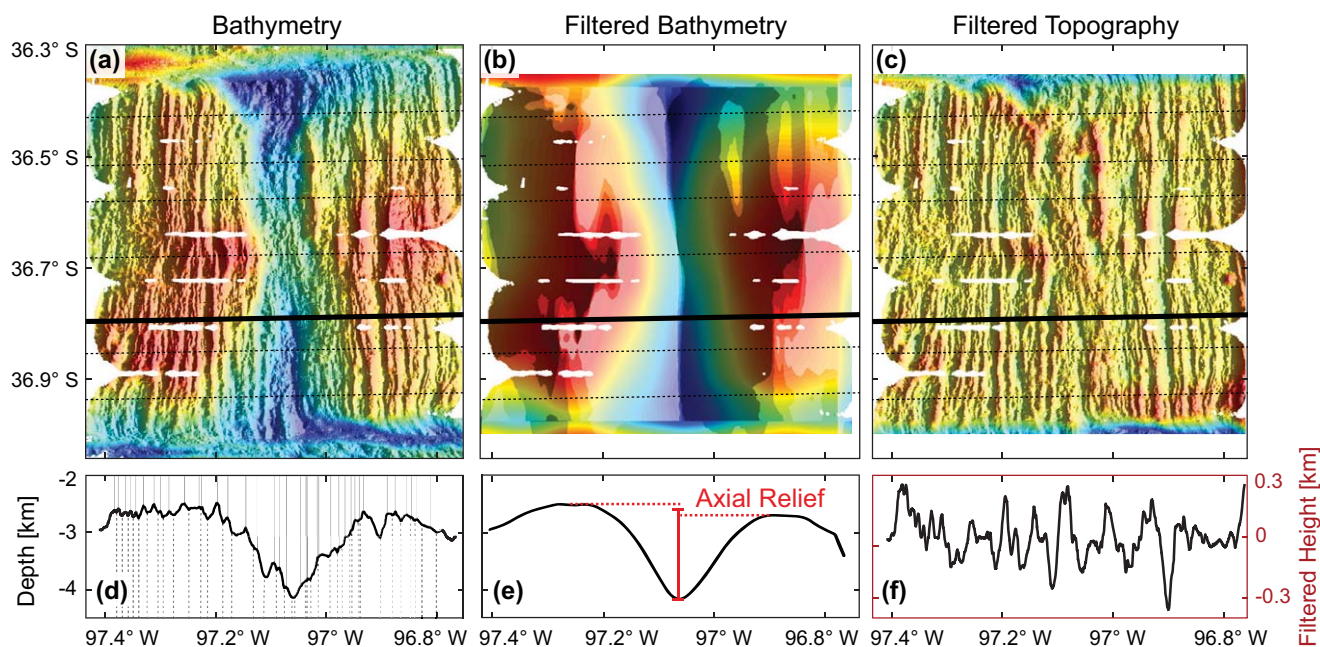 Bathymetry
Filtered Bathymetry
Filtered Topography
36.3° S
36.5° S
36.7° S
36.9° S
(a)
(b)
(c)
-2
-3
-4
Depth [km]
(d)
Axial Relief
(e)
(f)
0.3
0
-0.3
Filtered Height [km]
97.4° W
97.2° W
97° W
96.8° W
97.4° W
97.2° W
97° W
96.8° W
97.4° W
97.2° W
97° W
96.8° W